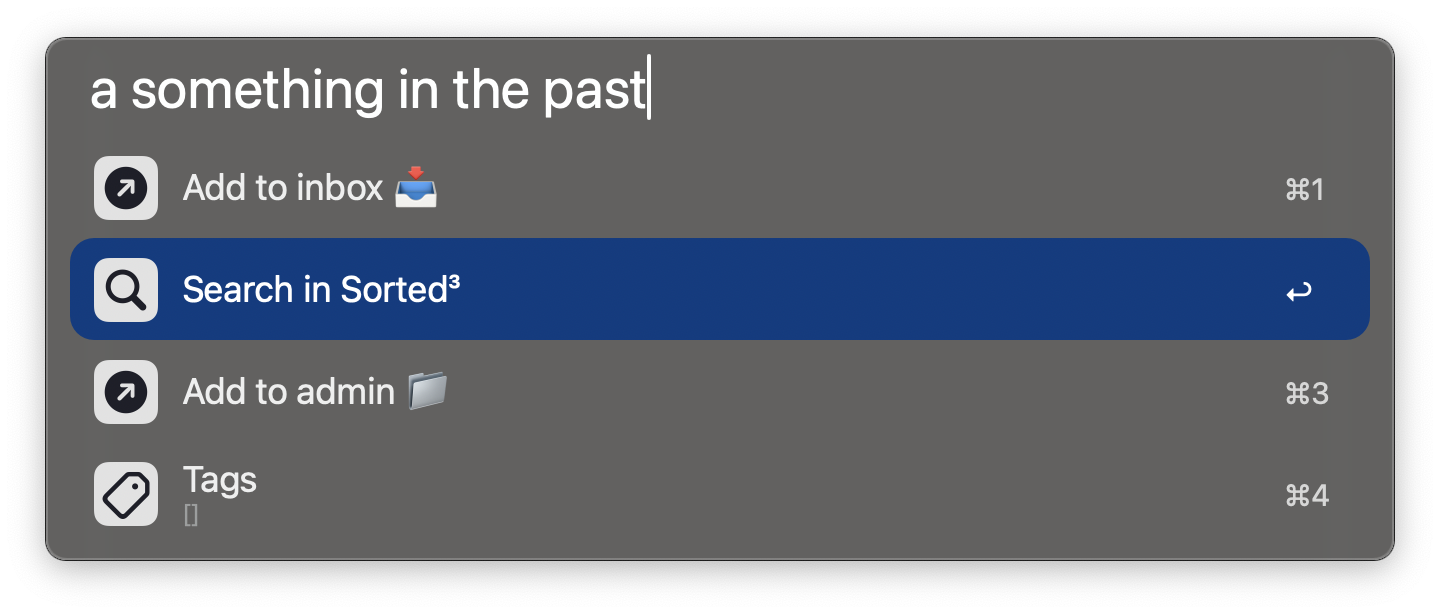 a something in the past
Add to inbox 📥 ⌘1
Search in Sorted³ ↩
Add to admin 📁 ⌘3
Tags ⌘4
[]